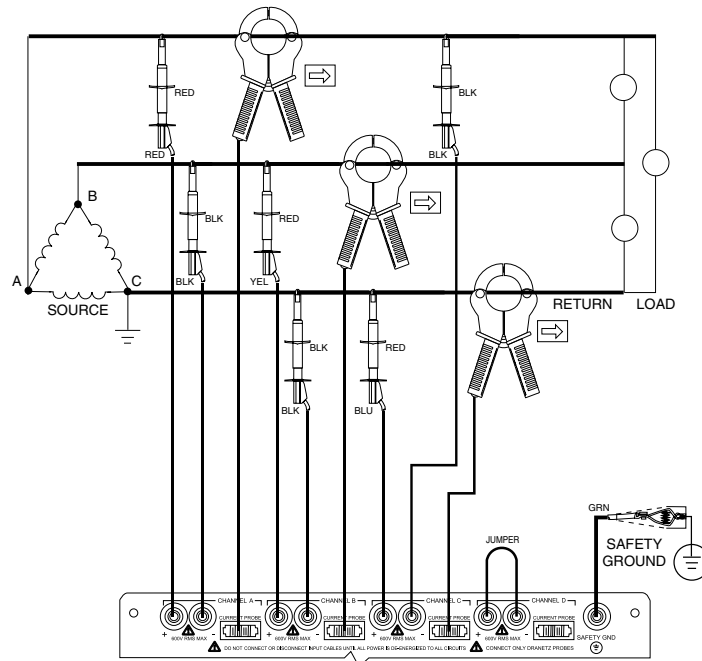 RED
BLK
RED
BLK
B
BLK
RED
A
C
BLK
YEL
SOURCE
RETURN
LOAD
BLK
RED
BLK
BLU
GRN
JUMPER
SAFETY
GROUND
CHANNEL A
CHANNEL B
CHANNEL C
CHANNEL D
CURRENT PROBE
CURRENT PROBE
CURRENT PROBE
CURRENT PROBE
+ 600V RMS MAX -
+ 600V RMS MAX -
+ 600V RMS MAX -
+ 600V RMS MAX -
SAFETY GND
DO NOT CONNECT OR DISCONNECT INPUT CABLES UNTIL ALL POWER IS DE-ENERGIZED TO ALL CIRCUITS
CONNECT ONLY DRANETZ PROBES